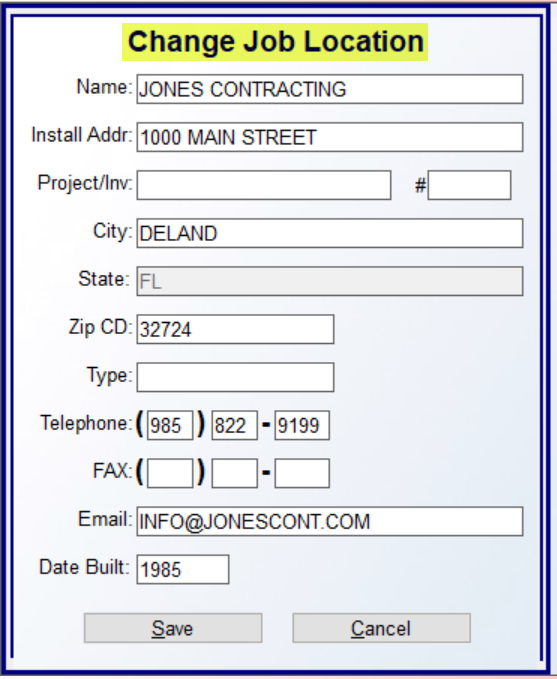 Change Job Location
Name: JONES CONTRACTING
Install Addr: 1000 MAIN STREET
Project/Inv: #
City: DELAND
State: FL
Zip CD: 32724
Type:
Telephone: (985) 822-9199
FAX: ( ) -
Email: INFO@JONESCONT.COM
Date Built: 1985
Save Cancel